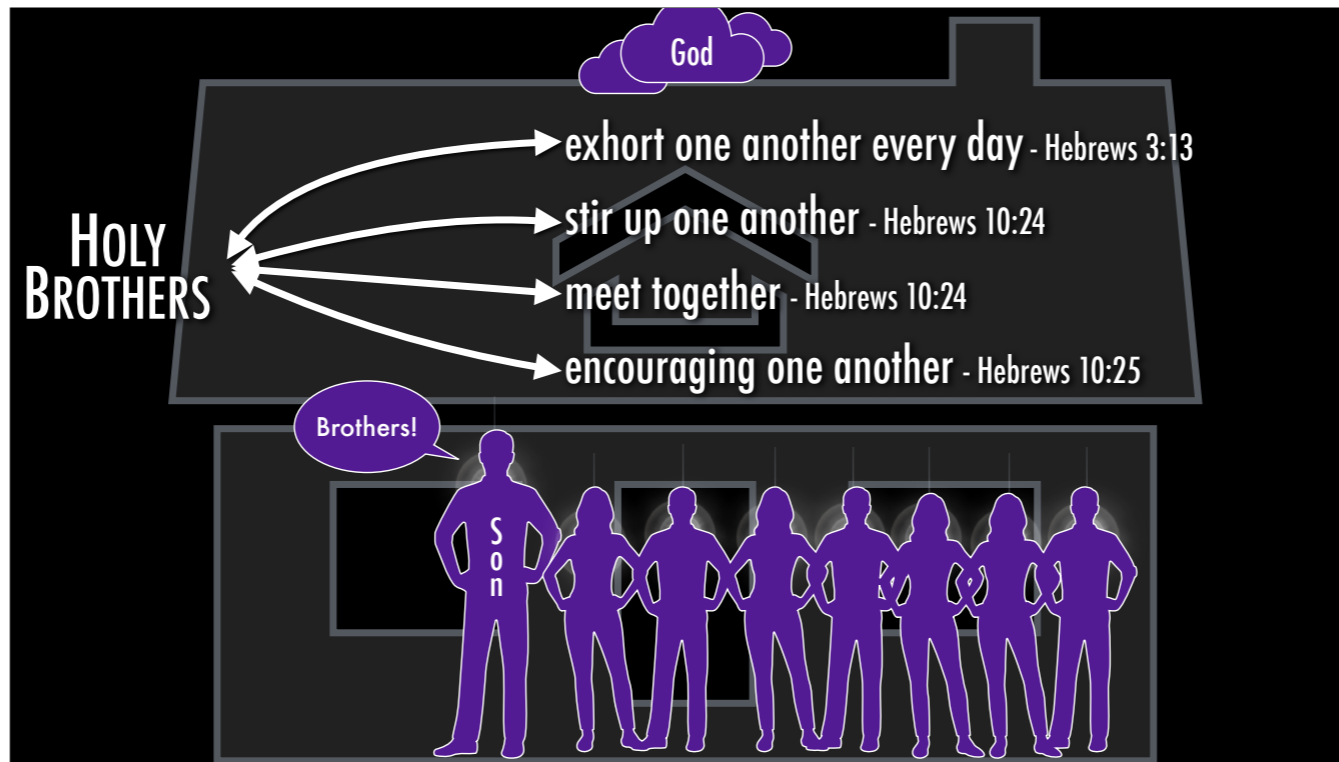 God
exhort one another every day - Hebrews 3:13
stir up one another - Hebrews 10:24
HOLY
BROTHERS
meet together - Hebrews 10:24
encouraging one another - Hebrews 10:25
Brothers!
Son